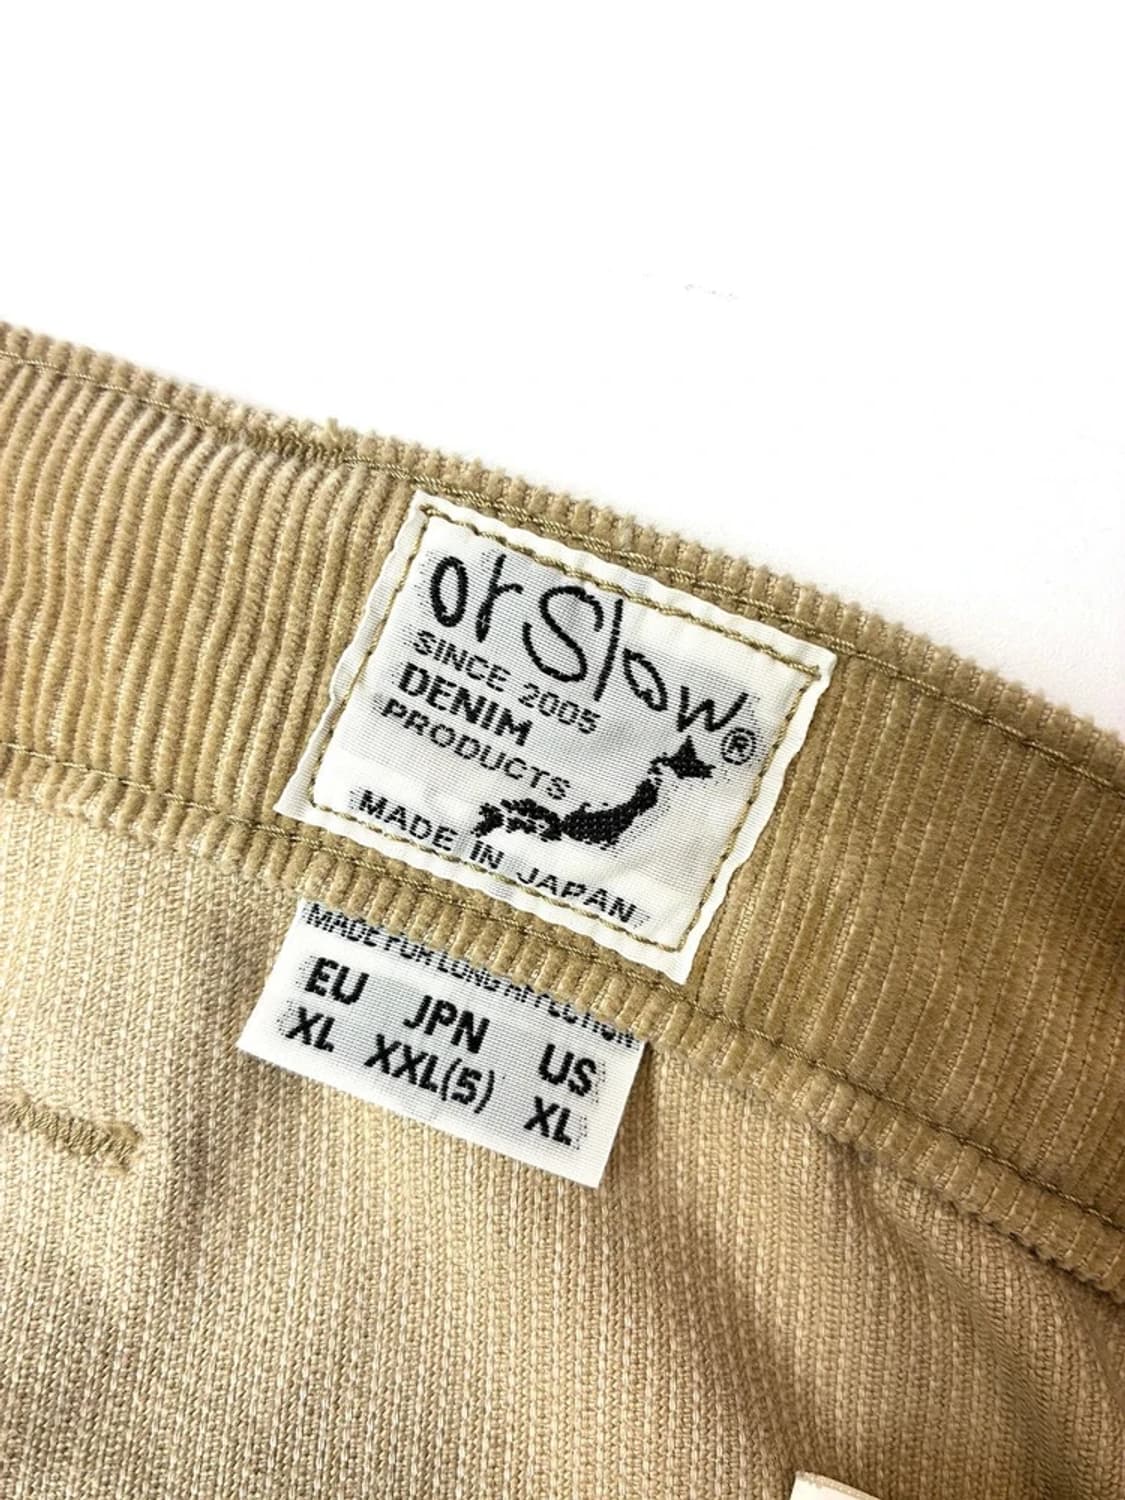 orSlow®
SINCE 2005
DENIM
PRODUCTS
MADE IN JAPAN
MADE FOR LONG AFFECTION
EU JPN US
XL XXL(5) XL